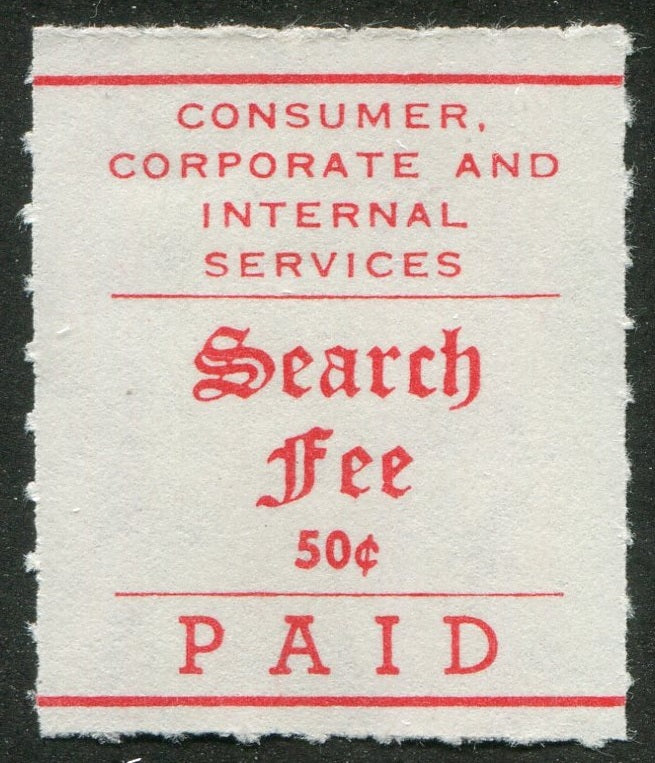 CONSUMER,
CORPORATE AND
INTERNAL
SERVICES
Search
Fee
50¢
PAID